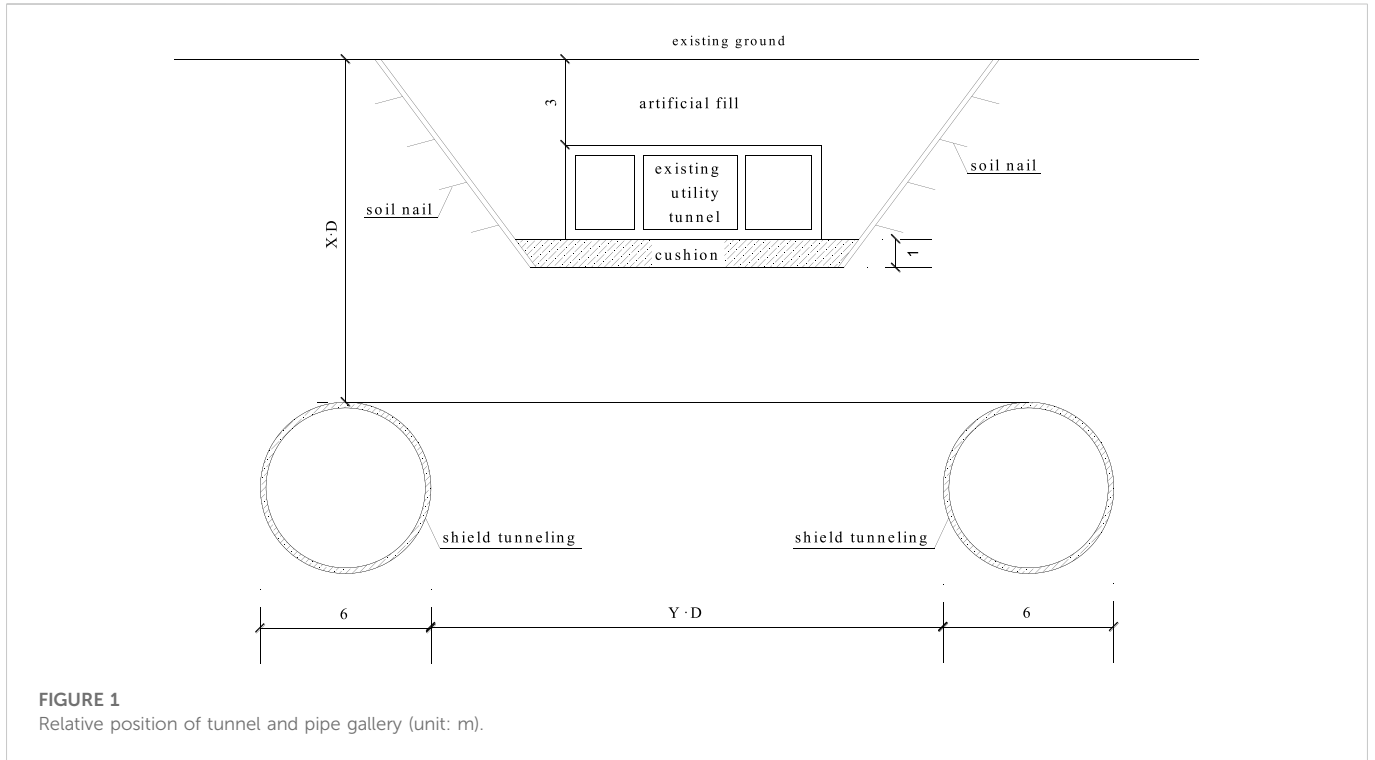 existing ground
3
artificial fill
existing
utility
tunnel
soil nail
soil nail
X·D
cushion
1
shield tunneling
shield tunneling
6
Y·D
6
FIGURE 1
Relative position of tunnel and pipe gallery (unit: m).